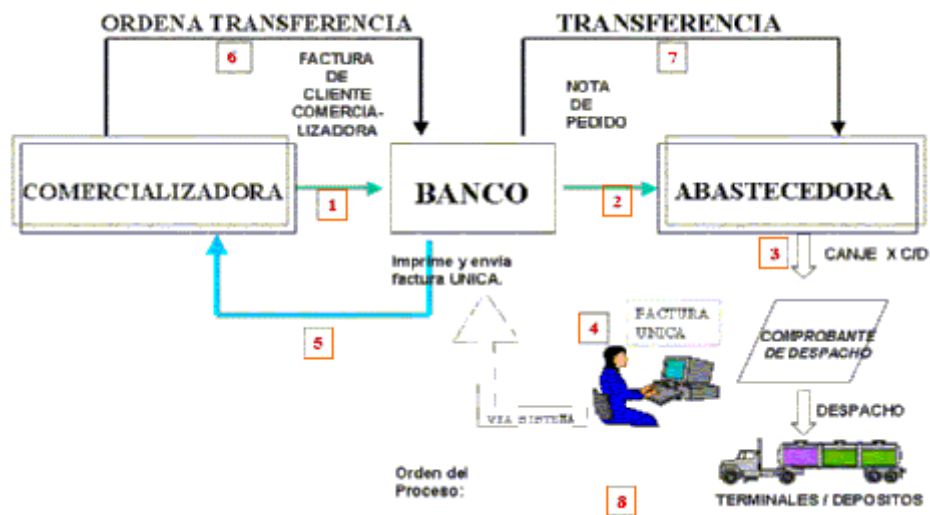 ORDENA TRANSFERENCIA
6
FACTURA
DE
CLIENTE
COMERCIA-
LIZADORA
TRANSFERENCIA
7
NOTA
DE
PEDIDO
COMERCIALIZADORA
1
BANCO
2
ABASTECEDORA
3
CANJE X C/D
Imprime y envía
factura UNICA.
5
4
FACTURA
UNICA
COMPROBANTE
DE DESPACHO
VIA SISTEMA
DESPACHO
Orden del
Proceso:
8
TERMINALES / DEPOSITOS